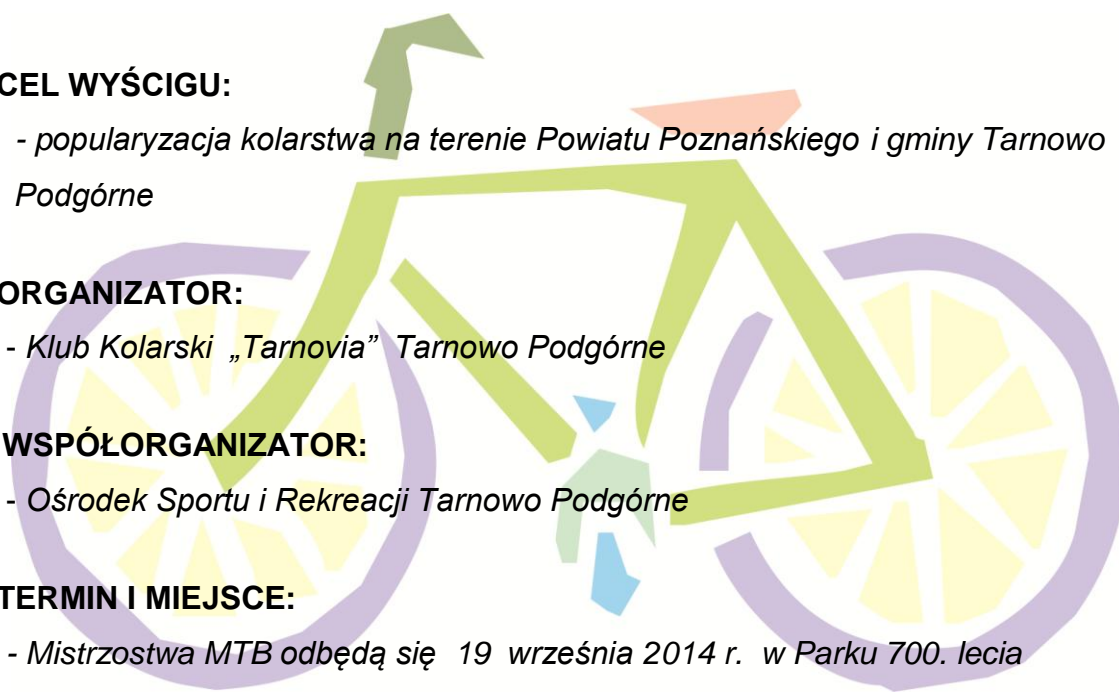 CEL WYŚCIGU:
- popularyzacja kolarstwa na terenie Powiatu Poznańskiego i gminy Tarnowo
Podgórne
ORGANIZATOR:
- Klub Kolarski „Tarnovia” Tarnowo Podgórne
WSPÓŁORGANIZATOR:
- Ośrodek Sportu i Rekreacji Tarnowo Podgórne
TERMIN I MIEJSCE:
- Mistrzostwa MTB odbędą się 19 września 2014 r. w Parku 700. lecia